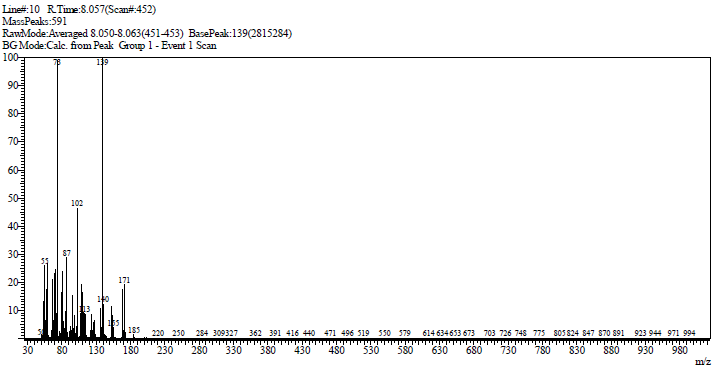 Line#:10 R.Time:8.057(Scan#:452)
MassPeaks:591
RawMode:Averaged 8.050-8.063(451-453) BasePeak:139(2815284)
BG Mode:Calc. from Peak Group 1 - Event 1 Scan
100
90
80
70
60
50
40
30
20
10
73 139
102
55 87
171
140
113
155
185 220 250 284 309 327 362 391 416 440 471 496 519 550 579 614 634 653 673 703 726 748 775 805 824 847 870 891 923 944 971 994
30 80 130 180 230 280 330 380 430 480 530 580 630 680 730 780 830 880 930 980
m/z